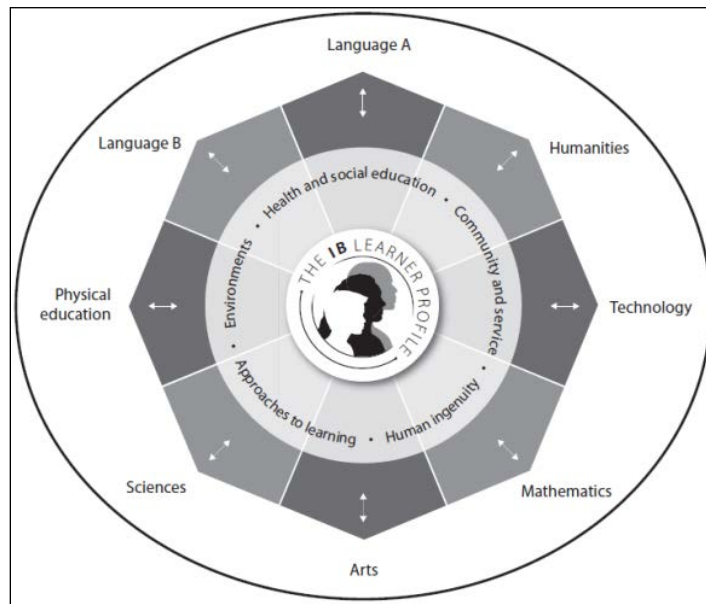 Language A
Humanities
Technology
Mathematics
Arts
Sciences
Physical
education
Language B
Health and social education • Community and service • Human ingenuity • Approaches to learning • Environments •
THE IB LEARNER PROFILE